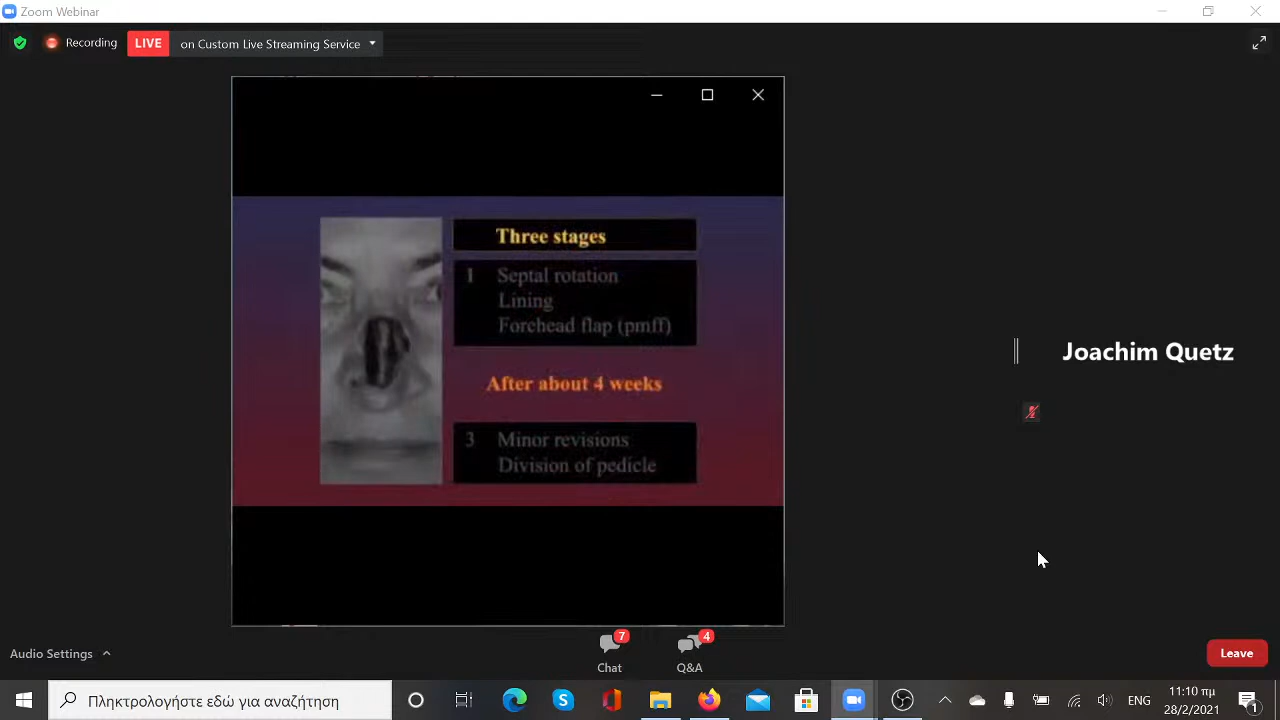 Zoom Webinar
Recording
LIVE
on Custom Live Streaming Service
Three stages
1 Septal rotation
Lining
Forehead flap (pmff)
After about 4 weeks
3 Minor revisions
Division of pedicle
Joachim Quetz
Audio Settings
7
Chat
4
Q&A
Leave
Πληκτρολογήστε εδώ για αναζήτηση
ENG
11:10 πμ
28/2/2021
1